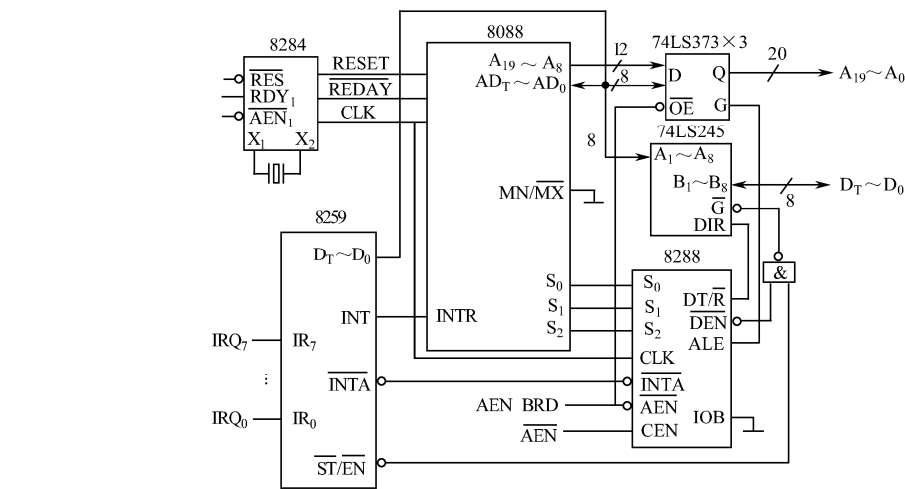 8284
RES
RDY1
AEN1
X1 X2
RESET
REDAY
CLK
8088
A19～A8
ADT～AD0
MN/MX
S0
S1
S2
INTR
12
8
8
74LS373×3
D
Q
G
OE
20
A19～A0
74LS245
A1～A8
B1～B8
G
DIR
8
DT～D0
&
8259
DT～D0
INT
IR7
INTA
IR0
ST/EN
IRQ7
⋮
IRQ0
8288
S0
S1
S2
DT/R
DEN
ALE
CLK
INTA
AEN
CEN
IOB
AEN BRD
AEN